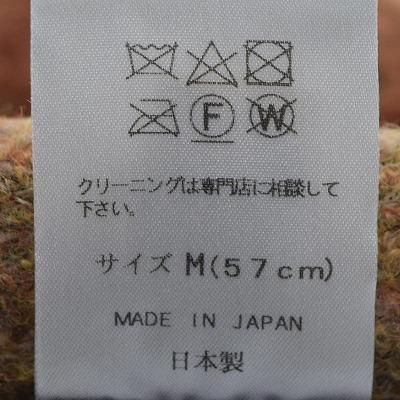 F W
クリーニングは専門店に相談して
下さい。
サイズ M(57cm)
MADE IN JAPAN
日本製